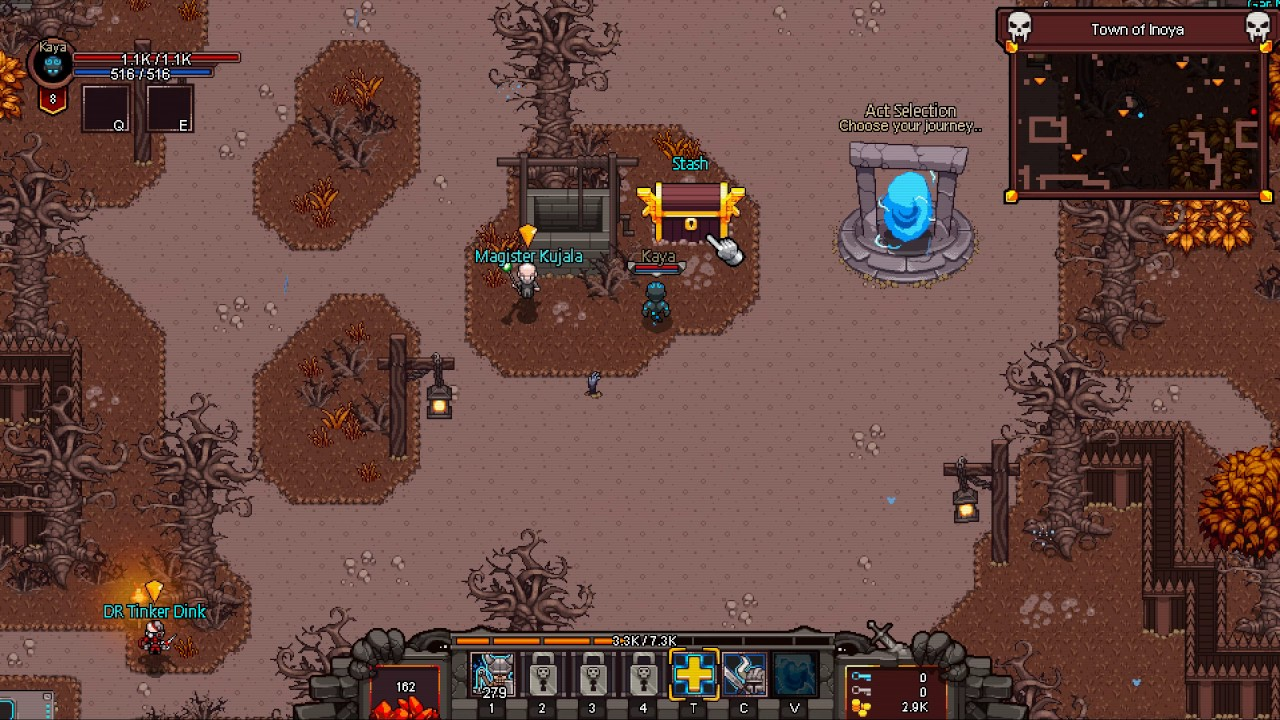 Kaya
1.1K/1.1K
516/516
8
Q
E
Town of Inoya
Act Selection
Choose your journey..
Stash
Magister Kujala
Kaya
DR Tinker Dink
3.3K/7.3K
162
279
1
2
3
4
T
C
V
0
0
2.9K